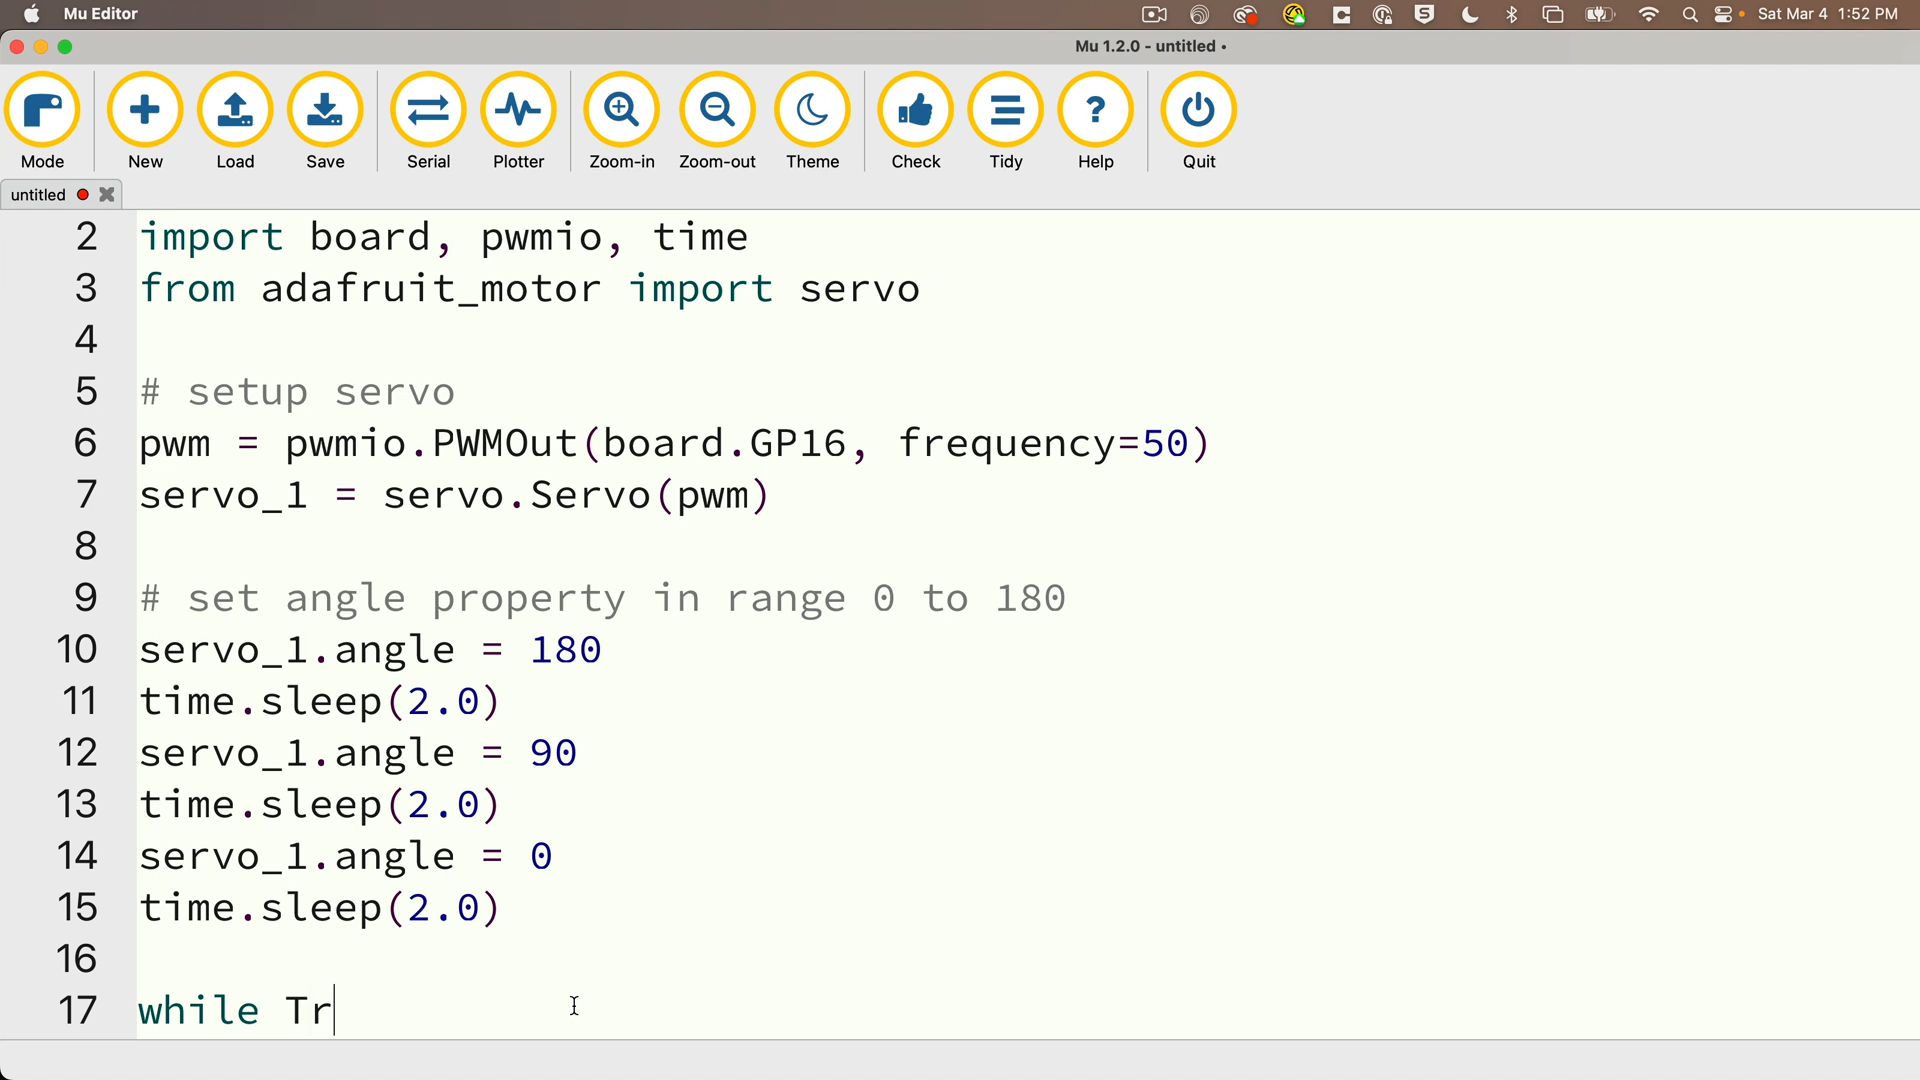 Mu Editor
Sat Mar 4 1:52 PM
Mu 1.2.0 - untitled •
Mode New Load Save Serial Plotter Zoom-in Zoom-out Theme Check Tidy Help Quit
untitled
2 import board, pwmio, time
3 from adafruit_motor import servo
4
5 # setup servo
6 pwm = pwmio.PWMOut(board.GP16, frequency=50)
7 servo_1 = servo.Servo(pwm)
8
9 # set angle property in range 0 to 180
10 servo_1.angle = 180
11 time.sleep(2.0)
12 servo_1.angle = 90
13 time.sleep(2.0)
14 servo_1.angle = 0
15 time.sleep(2.0)
16
17 while Tr